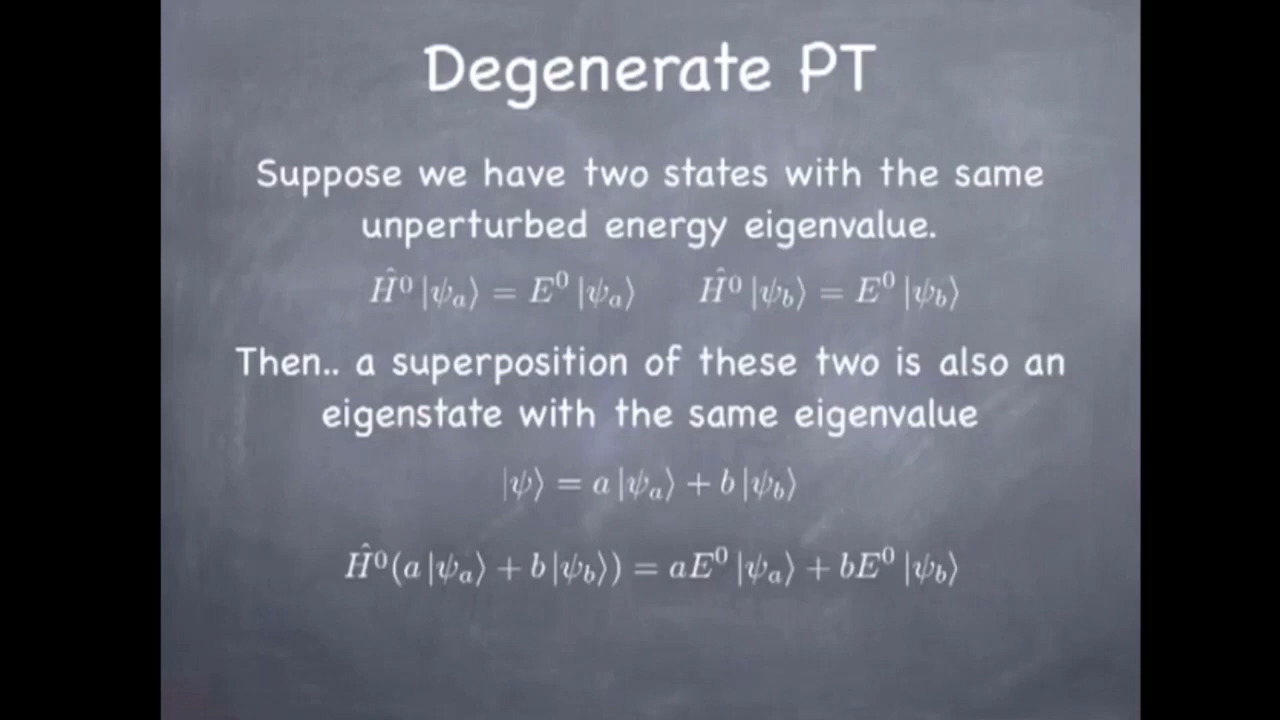 Degenerate PT
Suppose we have two states with the same
unperturbed energy eigenvalue.
Ĥ⁰ |ψₐ⟩ = E⁰ |ψₐ⟩   Ĥ⁰ |ψ_b⟩ = E⁰ |ψ_b⟩
Then.. a superposition of these two is also an
eigenstate with the same eigenvalue
|ψ⟩ = a |ψₐ⟩ + b |ψ_b⟩
Ĥ⁰(a |ψₐ⟩ + b |ψ_b⟩) = aE⁰ |ψₐ⟩ + bE⁰ |ψ_b⟩